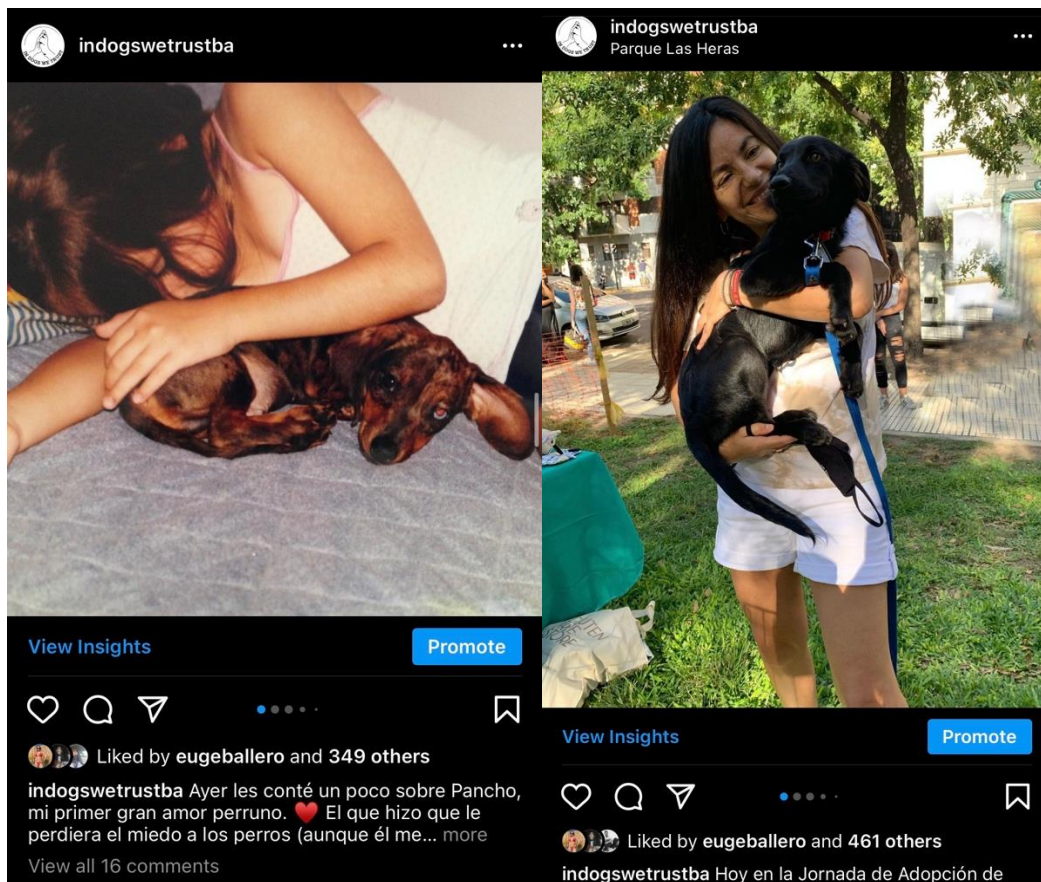 indogswetrustba
View Insights
Promote
Liked by eugeballero and 349 others
indogswetrustba Ayer les conté un poco sobre Pancho,
mi primer gran amor perruno. ❤️ El que hizo que le
perdiera el miedo a los perros (aunque él me... more
View all 16 comments
indogswetrustba
Parque Las Heras
View Insights
Promote
Liked by eugeballero and 461 others
indogswetrustba Hoy en la Jornada de Adopción de